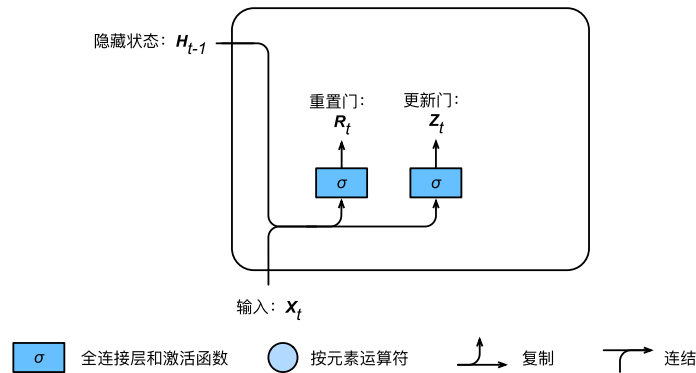 隐藏状态：H_{t-1}
重置门：
R_t
更新门：
Z_t
σ
σ
输入：X_t
σ 全连接层和激活函数
按元素运算符
复制
连结